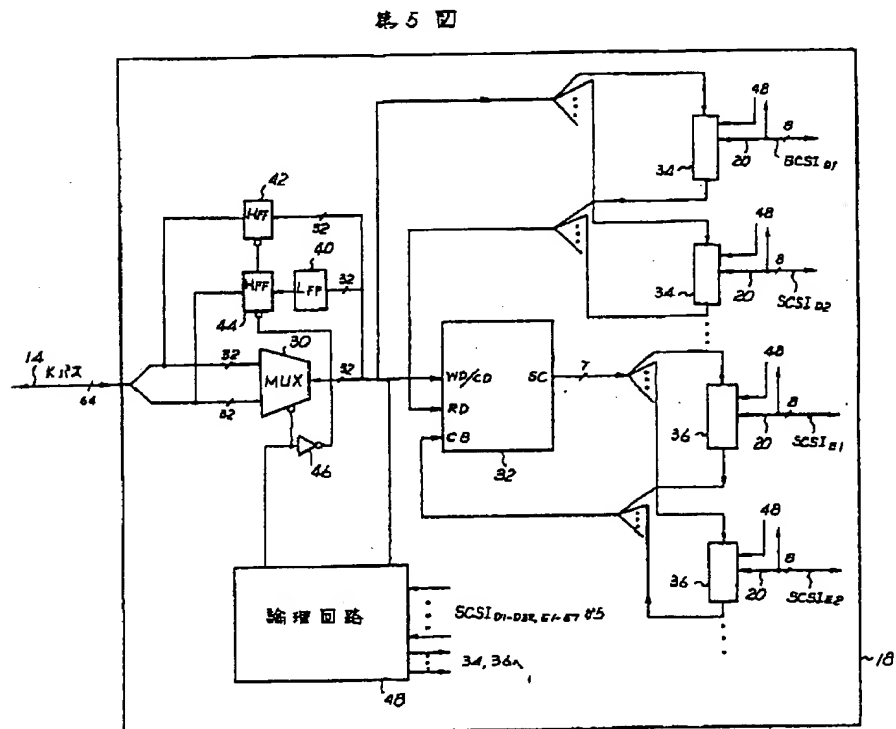 第5図
48
8
34
20
SCSI D1
42
HFF
32
40
48
HFF
LFF
32
34
20
8
SCSI D2
44
30
14 Kバス
64
32
MUX
32
WD/CD
SC
7
48
32
RD
36
8
46
CB
20
SCSI E1
32
48
36
8
20
SCSI E2
論理回路
SCSI D1-D32, E1-E7 から
34, 36へ
18
48